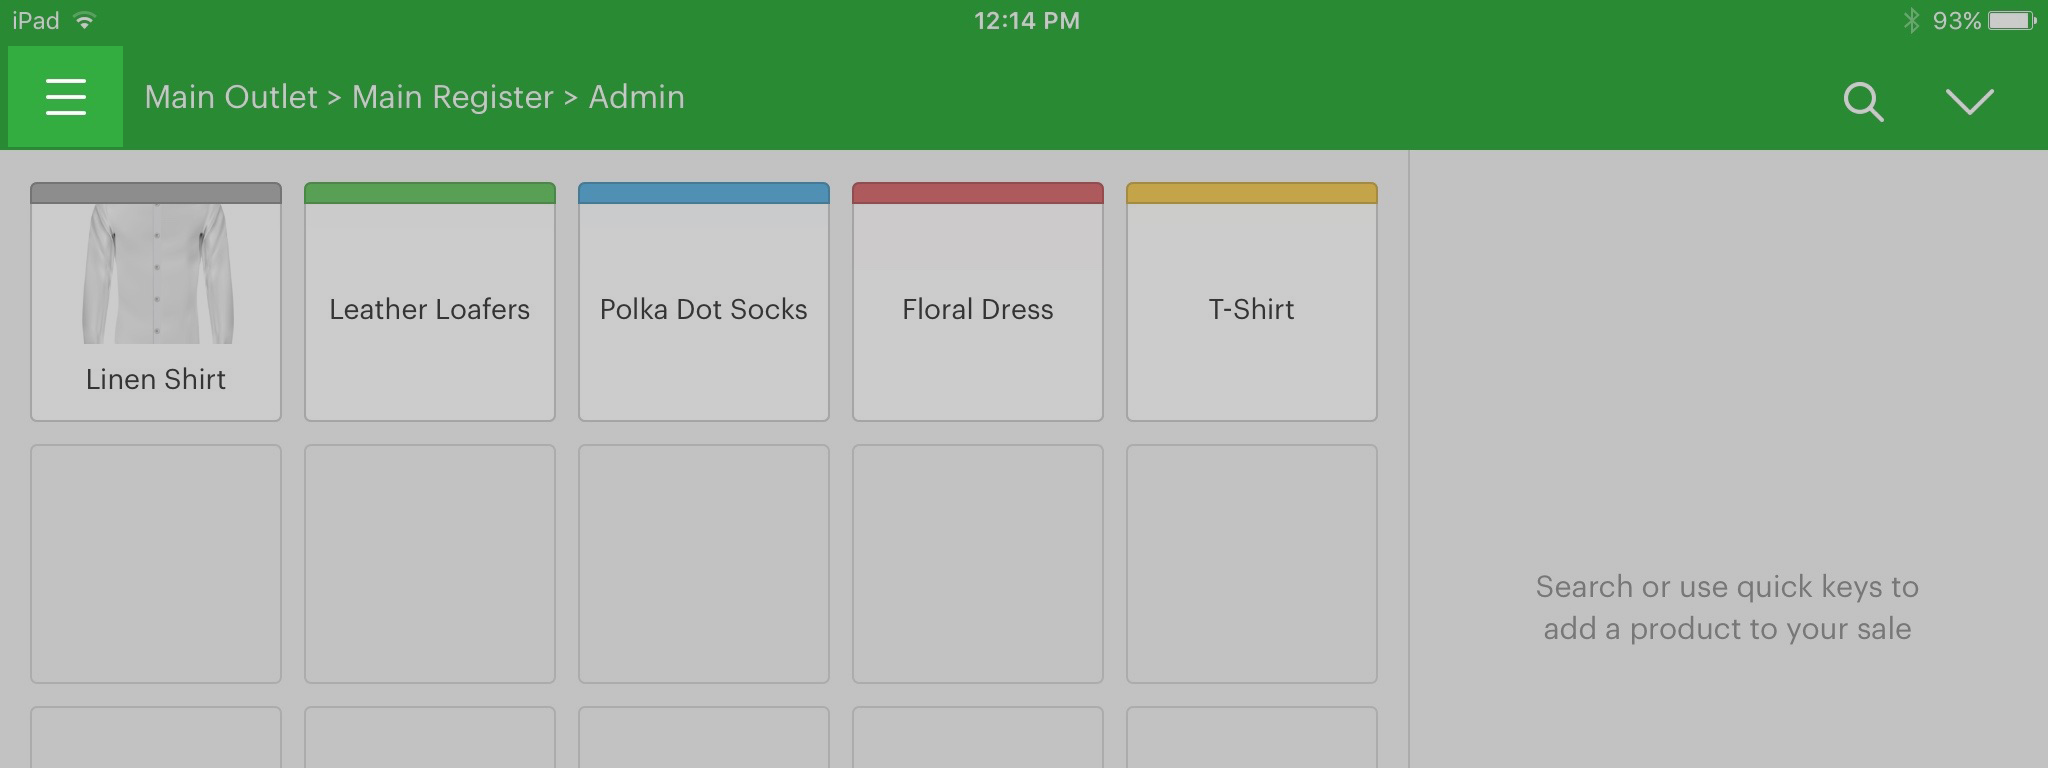 iPad 12:14 PM 93%
Main Outlet > Main Register > Admin
Leather Loafers
Polka Dot Socks
Floral Dress
T-Shirt
Linen Shirt
Search or use quick keys to
add a product to your sale